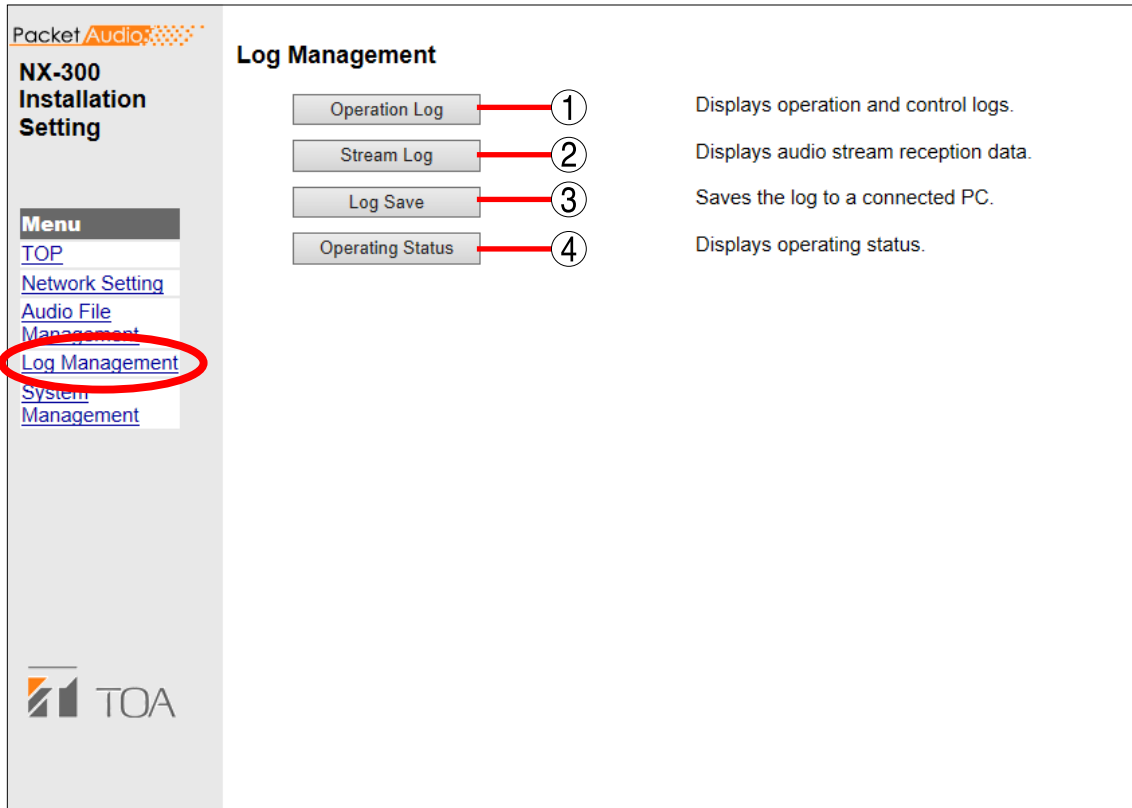 Packet Audio
NX-300
Installation
Setting
Menu
TOP
Network Setting
Audio File
Management
Log Management
System
Management
TOA
Log Management
Operation Log ① Displays operation and control logs.
Stream Log ② Displays audio stream reception data.
Log Save ③ Saves the log to a connected PC.
Operating Status ④ Displays operating status.